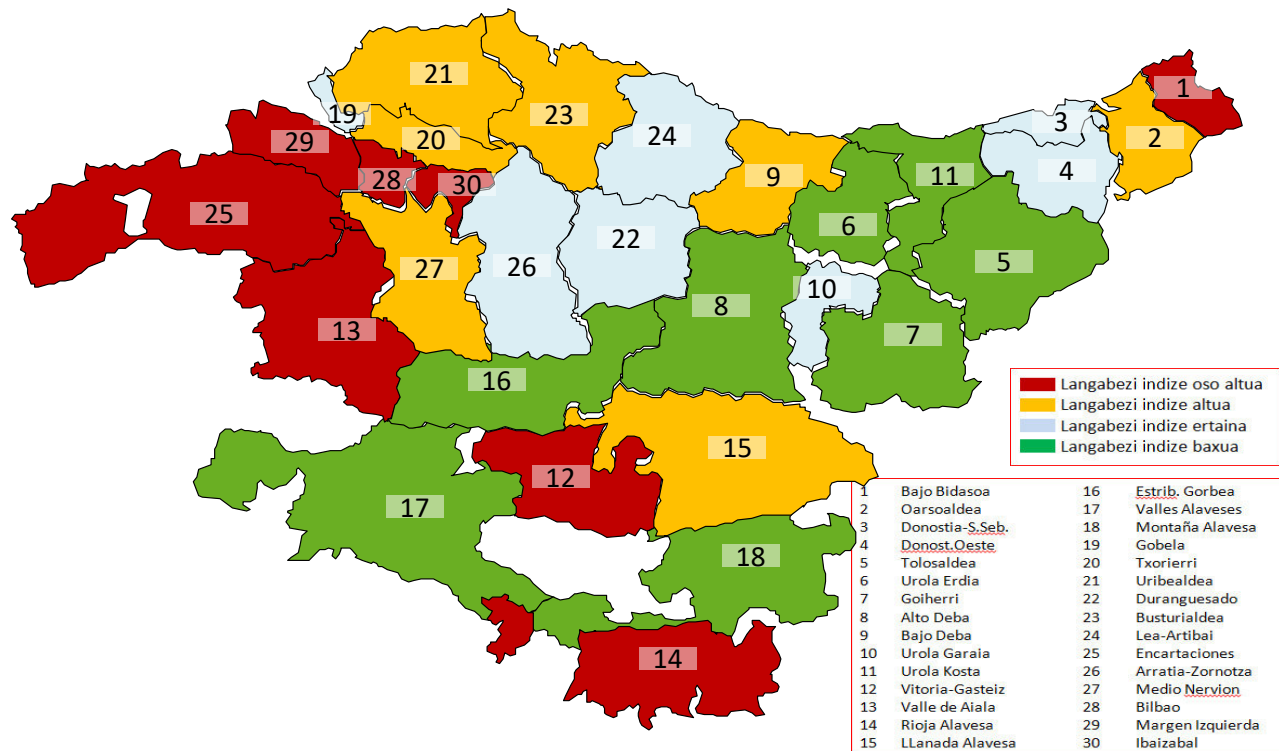 21
1
19
23
3
2
20
24
29
4
9
11
28
30
25
6
22
5
27
26
10
8
13
7
16
15
12
17
18
14
Langabezi indize oso altua
Langabezi indize altua
Langabezi indize ertaina
Langabezi indize baxua
1 Bajo Bidasoa 16 Estrib. Gorbea
2 Oarsoaldea 17 Valles Alaveses
3 Donostia-S.Seb. 18 Montaña Alavesa
4 Donost.Oeste 19 Gobela
5 Tolosaldea 20 Txorierri
6 Urola Erdia 21 Uribealdea
7 Goiherri 22 Duranguesado
8 Alto Deba 23 Busturialdea
9 Bajo Deba 24 Lea-Artibai
10 Urola Garaia 25 Encartaciones
11 Urola Kosta 26 Arratia-Zornotza
12 Vitoria-Gasteiz 27 Medio Nervion
13 Valle de Aiala 28 Bilbao
14 Rioja Alavesa 29 Margen Izquierda
15 LLanada Alavesa 30 Ibaizabal